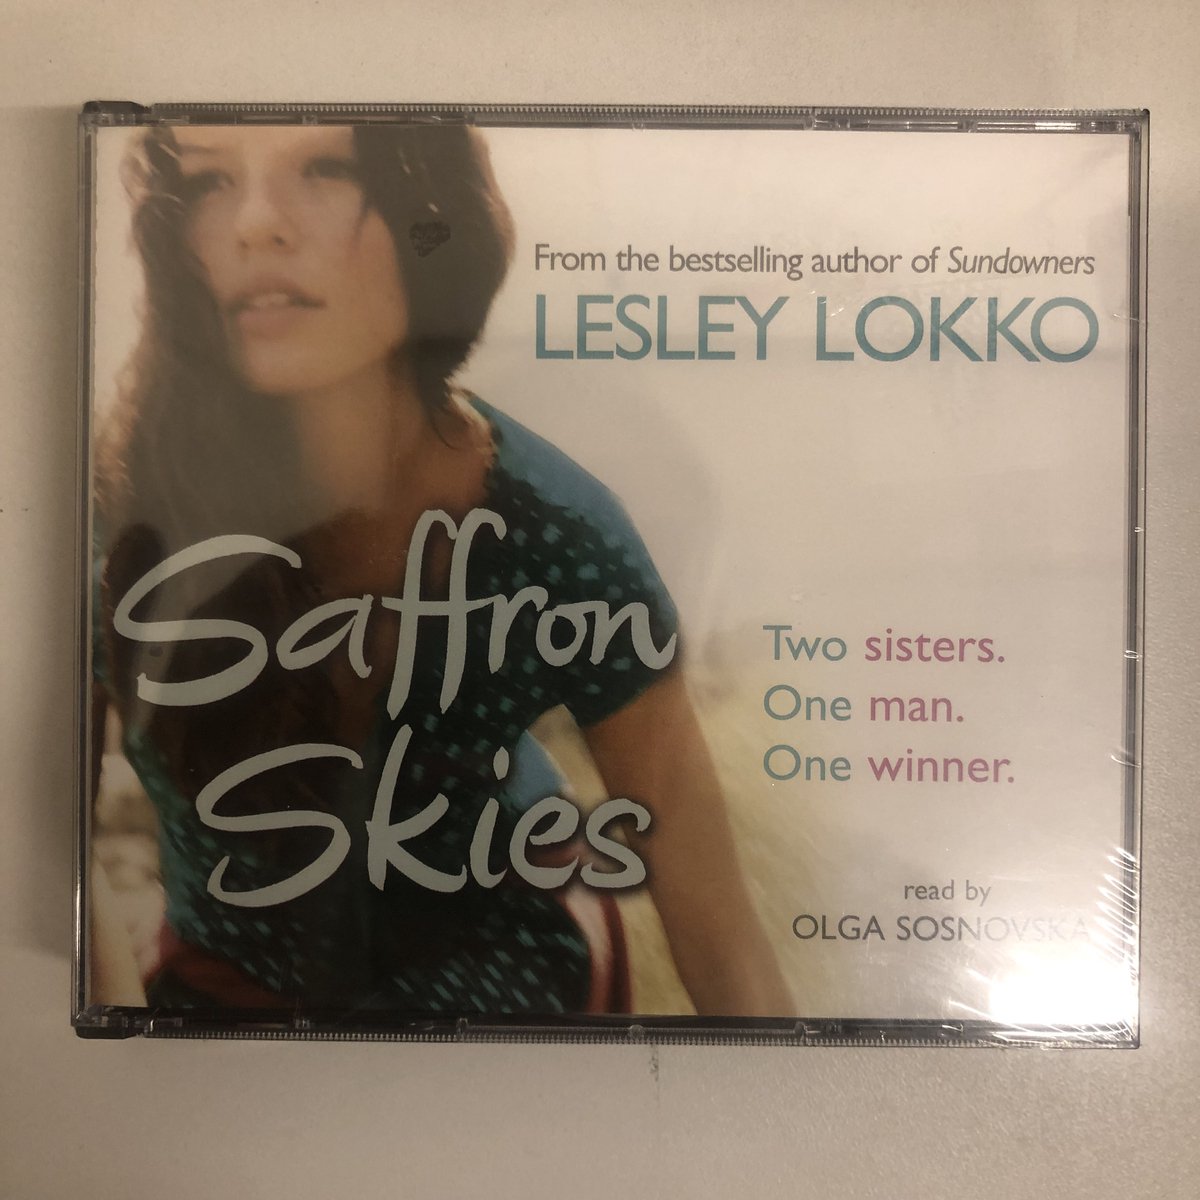 From the bestselling author of Sundowners
LESLEY LOKKO
Saffron
Skies
Two sisters.
One man.
One winner.
read by
OLGA SOSNOVSKA